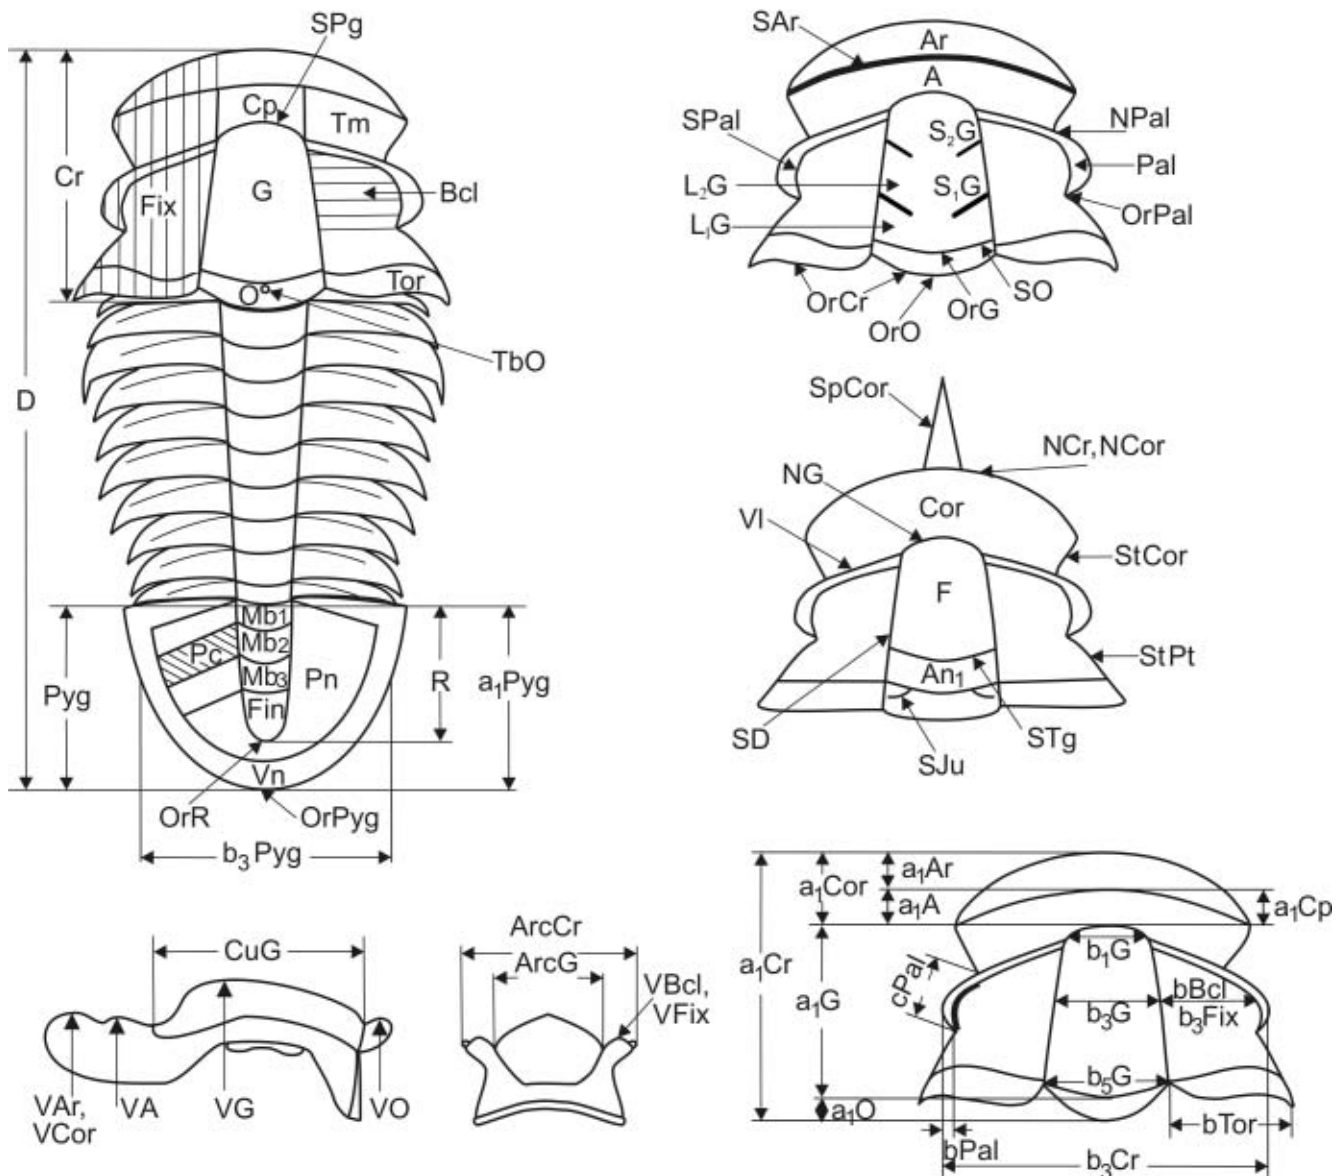 SPg
Cp
Tm
Cr
G
Bcl
Fix
Tor
O
TbO
D
Mb1
Mb2
Pc
Mb3
Pn
Fin
R
Pyg
a₁Pyg
Vn
OrR
OrPyg
b₃Pyg
SAr
Ar
A
SPal
NPal
S₂G
Pal
L₂G
S₁G
L₁G
OrPal
OrCr
OrG
SO
OrO
SpCor
NCr, NCor
NG
Cor
Vl
StCor
F
StPt
An₁
SD
SJu
STg
CuG
VAr,
VCor
VA
VG
VO
ArcCr
ArcG
VBcl,
VFix
a₁Cor
a₁Ar
a₁A
a₁Cp
a₁Cr
b₁G
cPal
a₁G
bBcl
b₃G
b₃Fix
b₅G
a₁O
bTor
bPal
b₃Cr